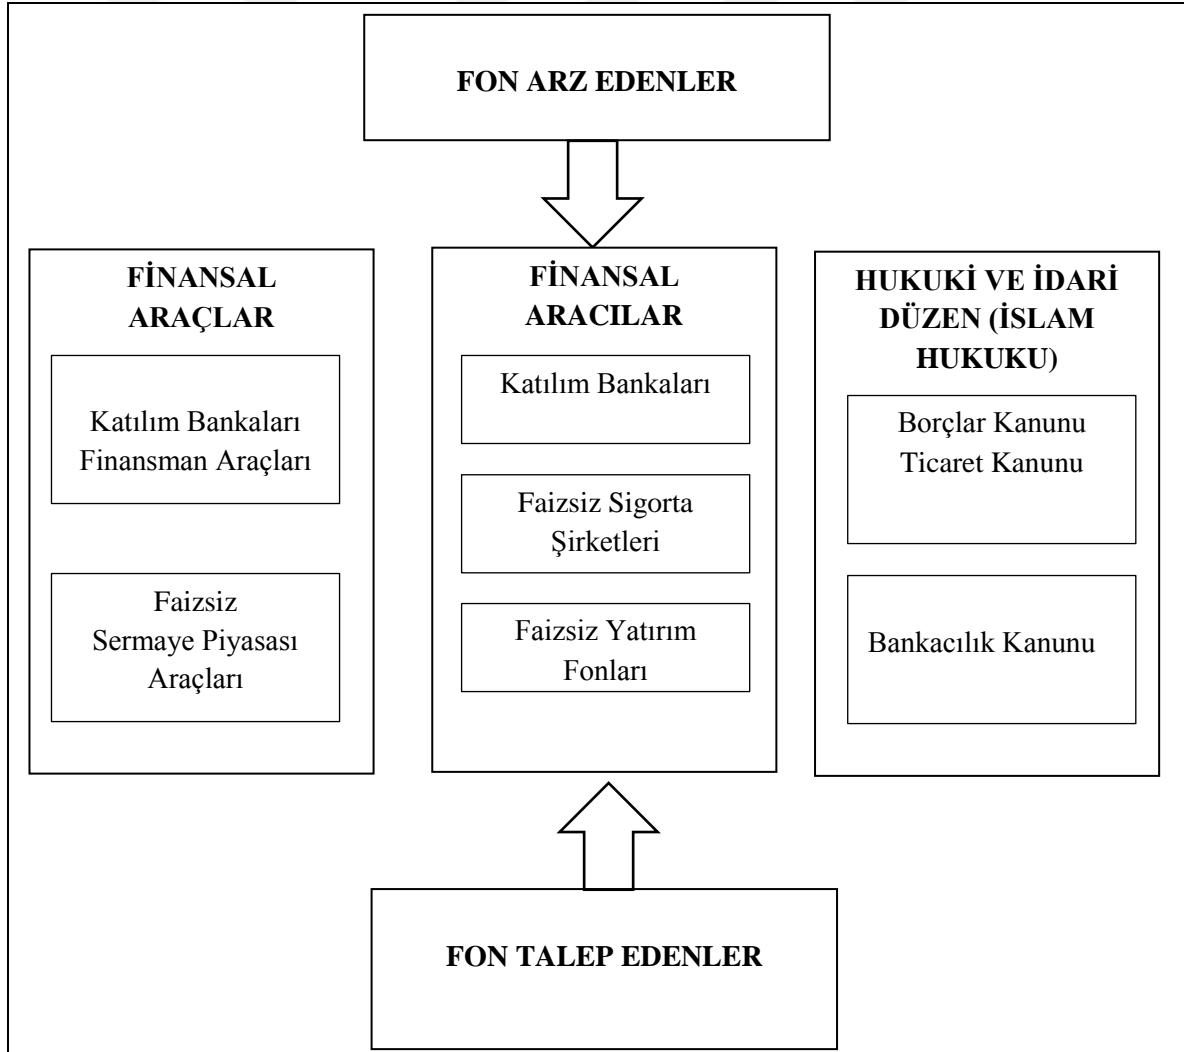 FON ARZ EDENLER
FİNANSAL
ARAÇLAR
Katılım Bankaları
Finansman Araçları
Faizsiz
Sermaye Piyasası
Araçları
FİNANSAL
ARACILAR
Katılım Bankaları
Faizsiz Sigorta
Şirketleri
Faizsiz Yatırım
Fonları
HUKUKİ VE İDARİ
DÜZEN (İSLAM
HUKUKU)
Borçlar Kanunu
Ticaret Kanunu
Bankacılık Kanunu
FON TALEP EDENLER